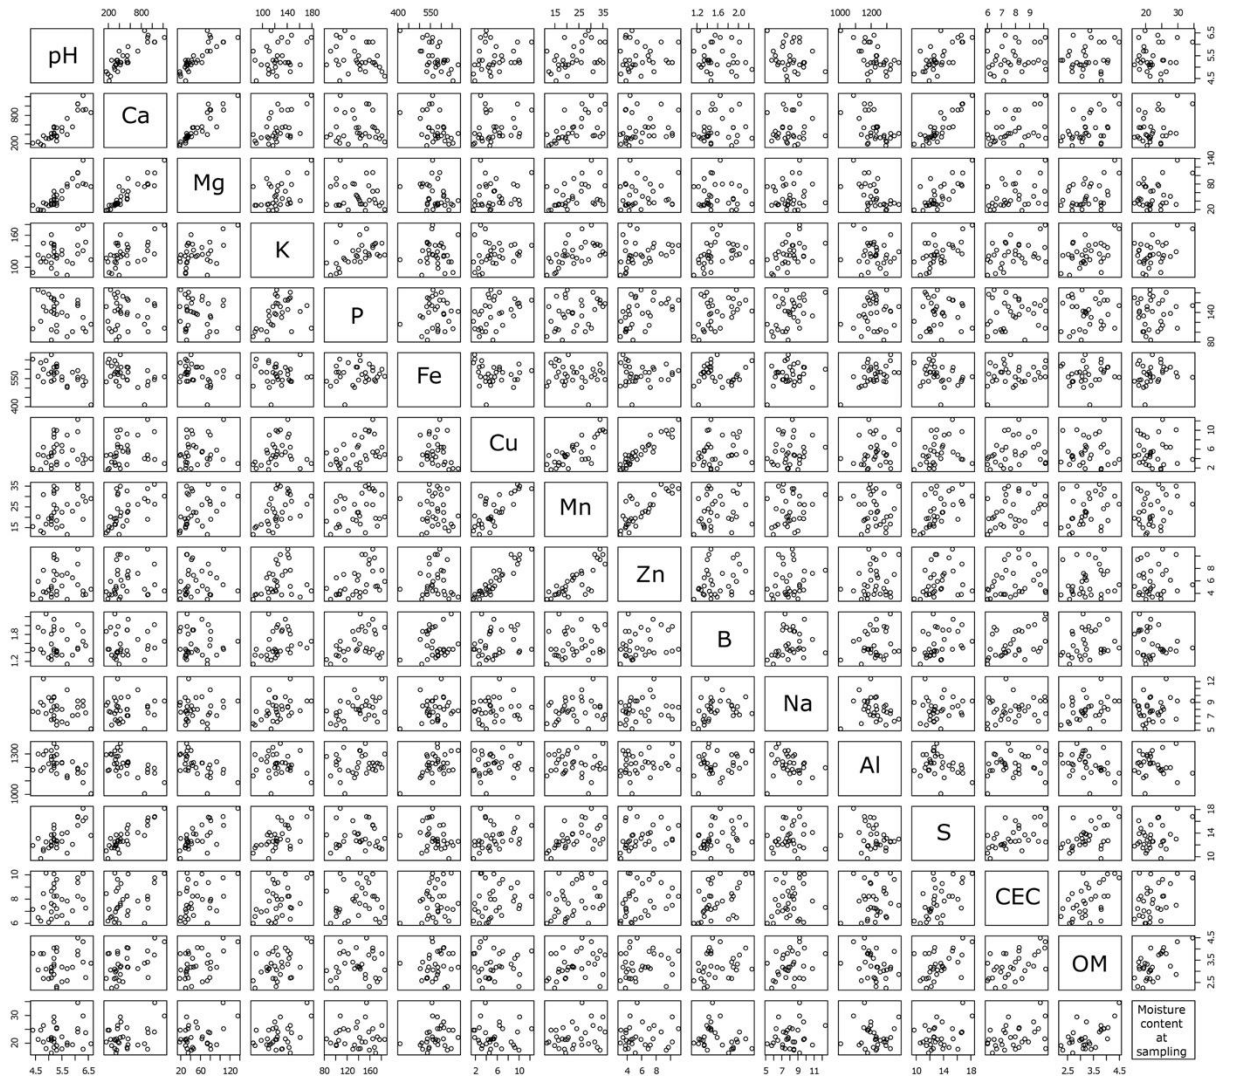 200 800 100 140 180 400 550 15 25 35 1.2 1.6 2.0 1000 1200 6 7 8 9 20 30
pH 4.5 5.5 6.5
200 800 Ca
Mg 20 80 140
100 160 K
P 80 140
400 550 Fe
Cu 2 6 10
15 25 35 Mn
Zn 4 6 8
1.2 1.8 B
Na 5 7 9 12
1000 1300 Al
S 10 14 18
6 8 10 CEC
OM 2.5 3.5 4.5
20 30 Moisture
content
at
sampling
4.5 5.5 6.5 20 60 120 80 120 160 2 6 10 4 6 8 5 7 9 11 10 14 18 2.5 3.5 4.5